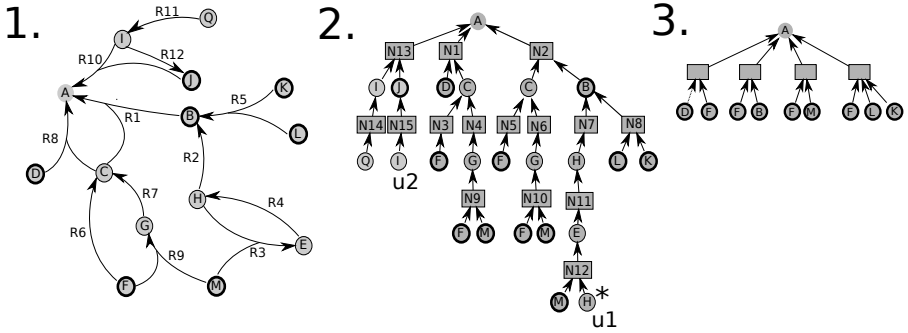 1.
R11
Q
I
R10
R12
J
A
K
R5
B
R1
L
R8
R2
D
C
R7
H
R4
R6
G
E
R9
R3
F
M
2.
A
N13
N1
N2
I
J
D
C
C
B
N14
N15
N3
N4
N5
N6
N7
N8
Q
I
F
G
F
G
H
L
K
u2
N9
N10
N11
F
M
F
M
E
N12
M
H
*
u1
3.
A
D
F
F
B
F
M
F
L
K